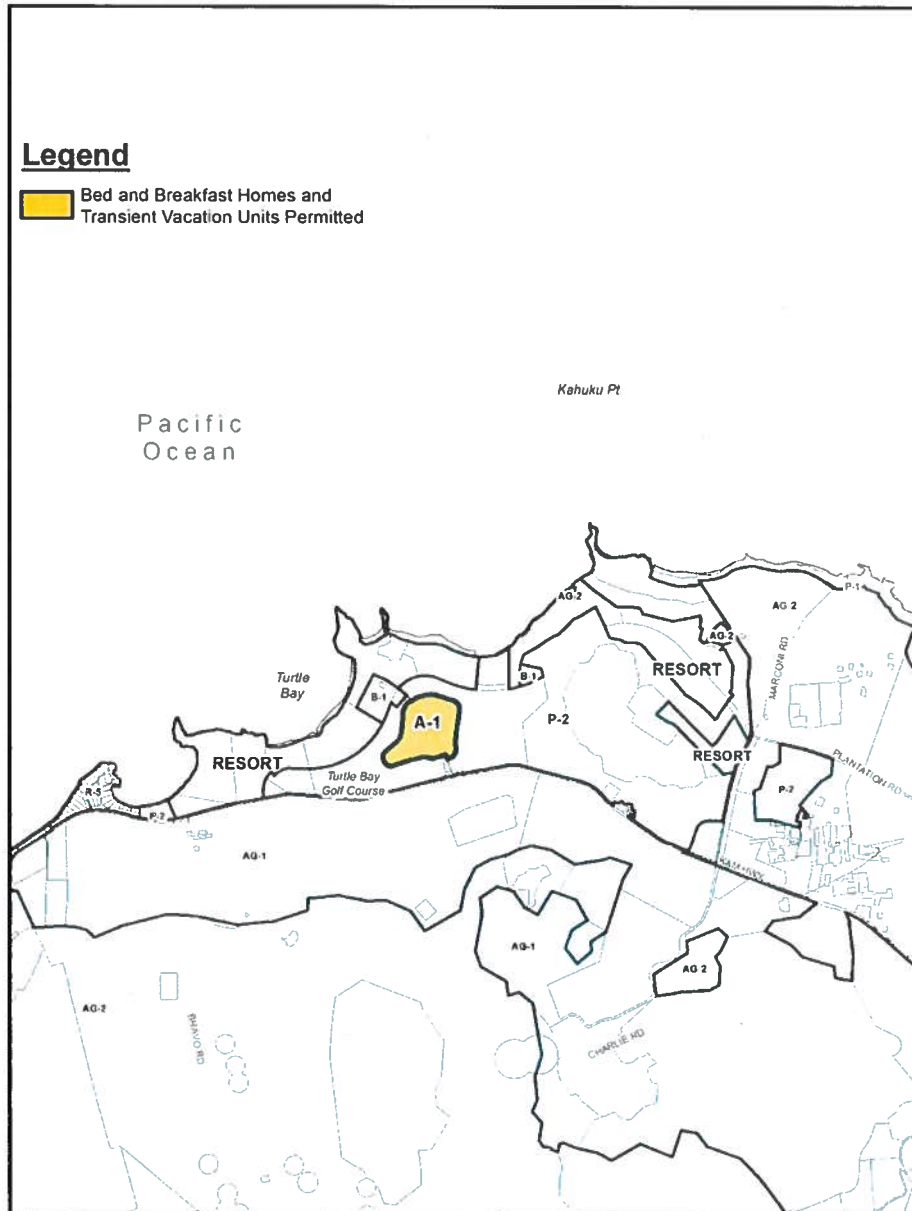 Legend
Bed and Breakfast Homes and
Transient Vacation Units Permitted
Kahuku Pt
Pacific
Ocean
P-1
AG-2
AG-2
AG-2
MARCONI RD
RESORT
Turtle
Bay
B-1
B-1
A-1
P-2
RESORT
RESORT
PLANTATION RD
Turtle Bay
Golf Course
R-5
P-2
P-2
AG-1
KAM HWY
AG-1
AG-2
AG-2
BRAVO RD
CHARLIE RD